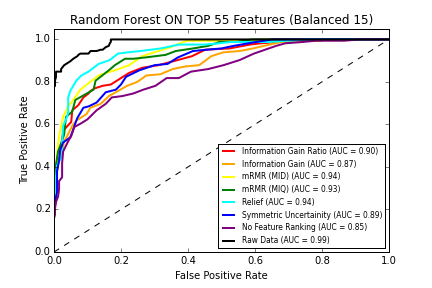 Random Forest ON TOP 55 Features (Balanced 15)
1.0
0.8
0.6
0.4
0.2
0.0
True Positive Rate
Information Gain Ratio (AUC = 0.90)
Information Gain (AUC = 0.87)
mRMR (MID) (AUC = 0.94)
mRMR (MIQ) (AUC = 0.93)
Relief (AUC = 0.94)
Symmetric Uncertainity (AUC = 0.89)
No Feature Ranking (AUC = 0.85)
Raw Data (AUC = 0.99)
0.0 0.2 0.4 0.6 0.8 1.0
False Positive Rate